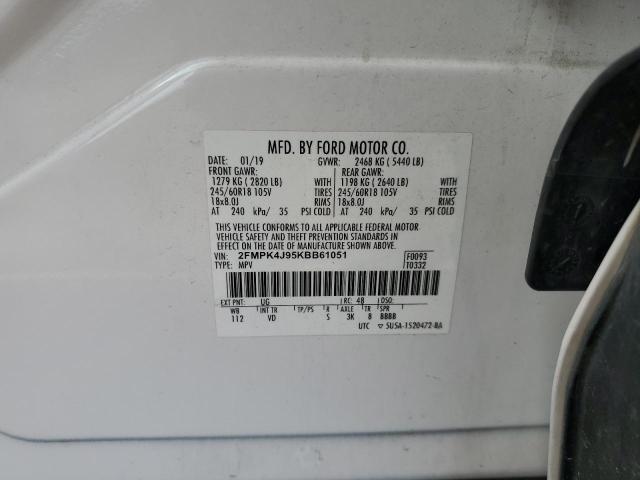 MFD. BY FORD MOTOR CO.
DATE: 01/19 GVWR: 2468 KG ( 5440 LB)
FRONT GAWR: REAR GAWR:
1279 KG ( 2820 LB) WITH 1198 KG ( 2640 LB) WITH
245/60R18 105V TIRES 245/60R18 105V TIRES
18x8.0J RIMS 18x8.0J RIMS
AT 240 kPa/ 35 PSI COLD AT 240 kPa/ 35 PSI COLD
THIS VEHICLE CONFORMS TO ALL APPLICABLE FEDERAL MOTOR
VEHICLE SAFETY AND THEFT PREVENTION STANDARDS IN EFFECT
ON THE DATE OF MANUFACTURE SHOWN ABOVE.
VIN: 2FMPK4J95KBB61051 F0093
TYPE: MPV T0332
EXT PNT: UG RC: 48 DSO:
WB INT TR TP/PS R AXLE TR SPR
112 VD S 3K 8 BBBB
UTC ▽ 5U5A-1520472-BA